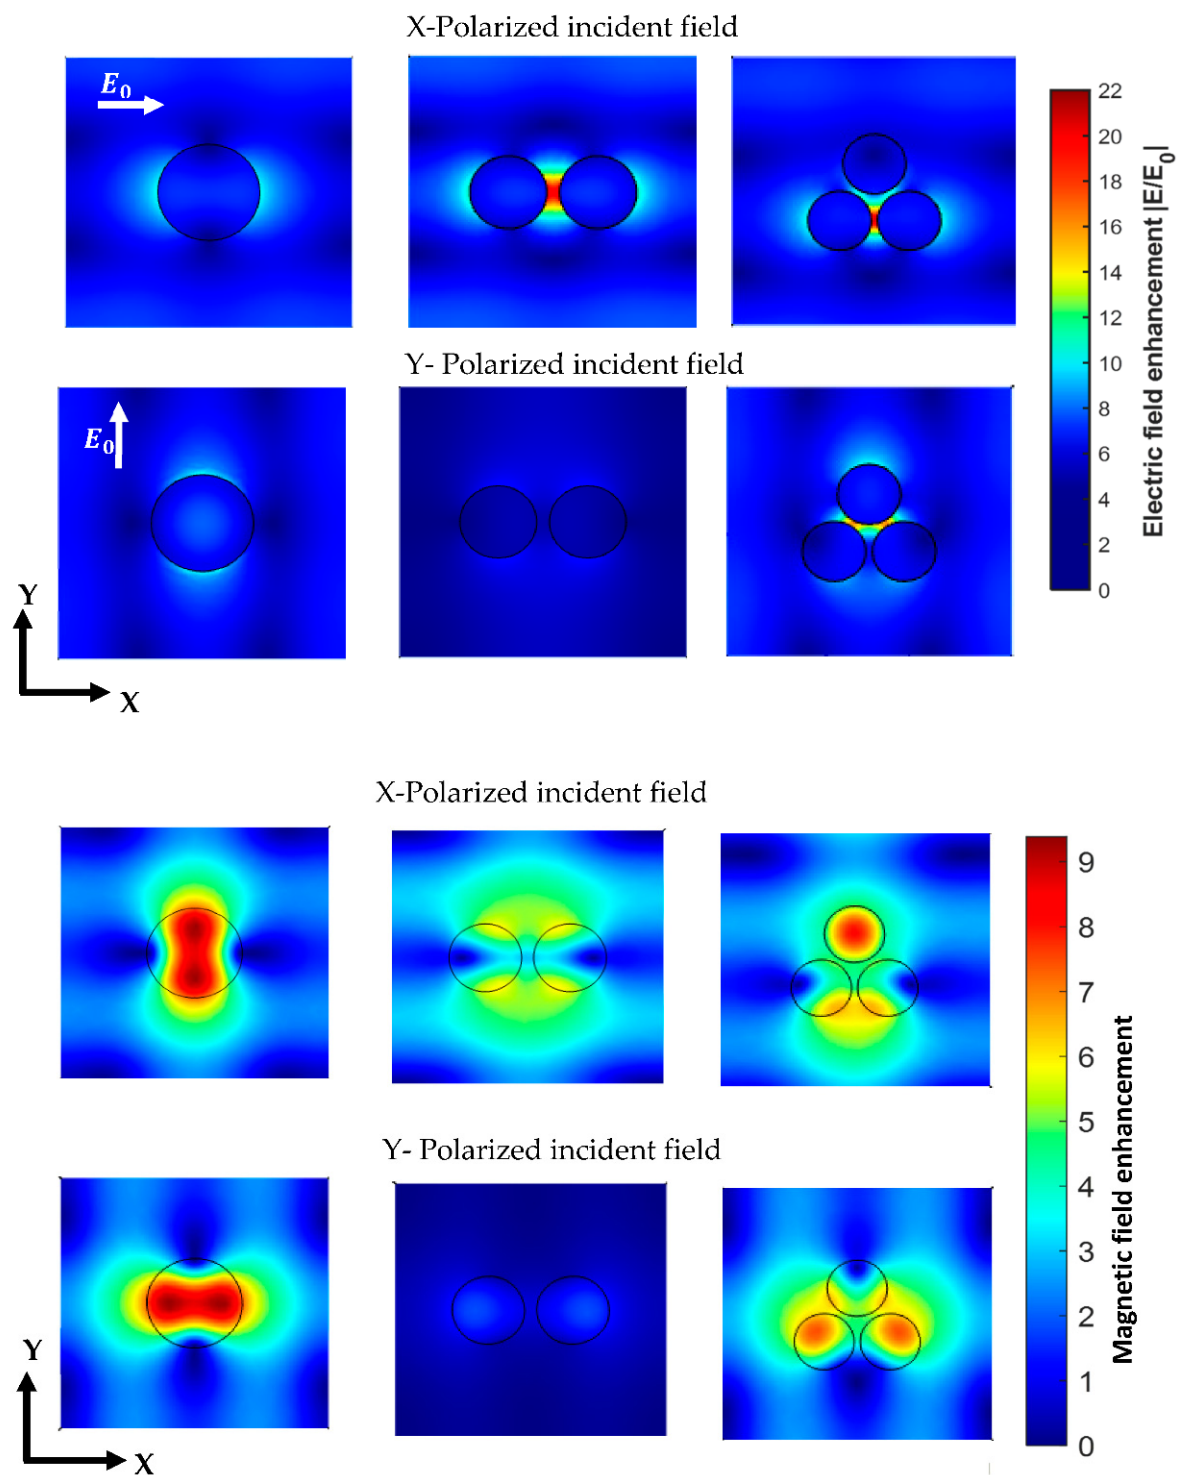 X-Polarized incident field
E0
22
20
18
16
14
12
10
8
6
4
2
0
Electric field enhancement |E/E0|
Y- Polarized incident field
E0
Y
X
X-Polarized incident field
9
8
7
6
5
4
3
2
1
0
Magnetic field enhancement
Y- Polarized incident field
Y
X